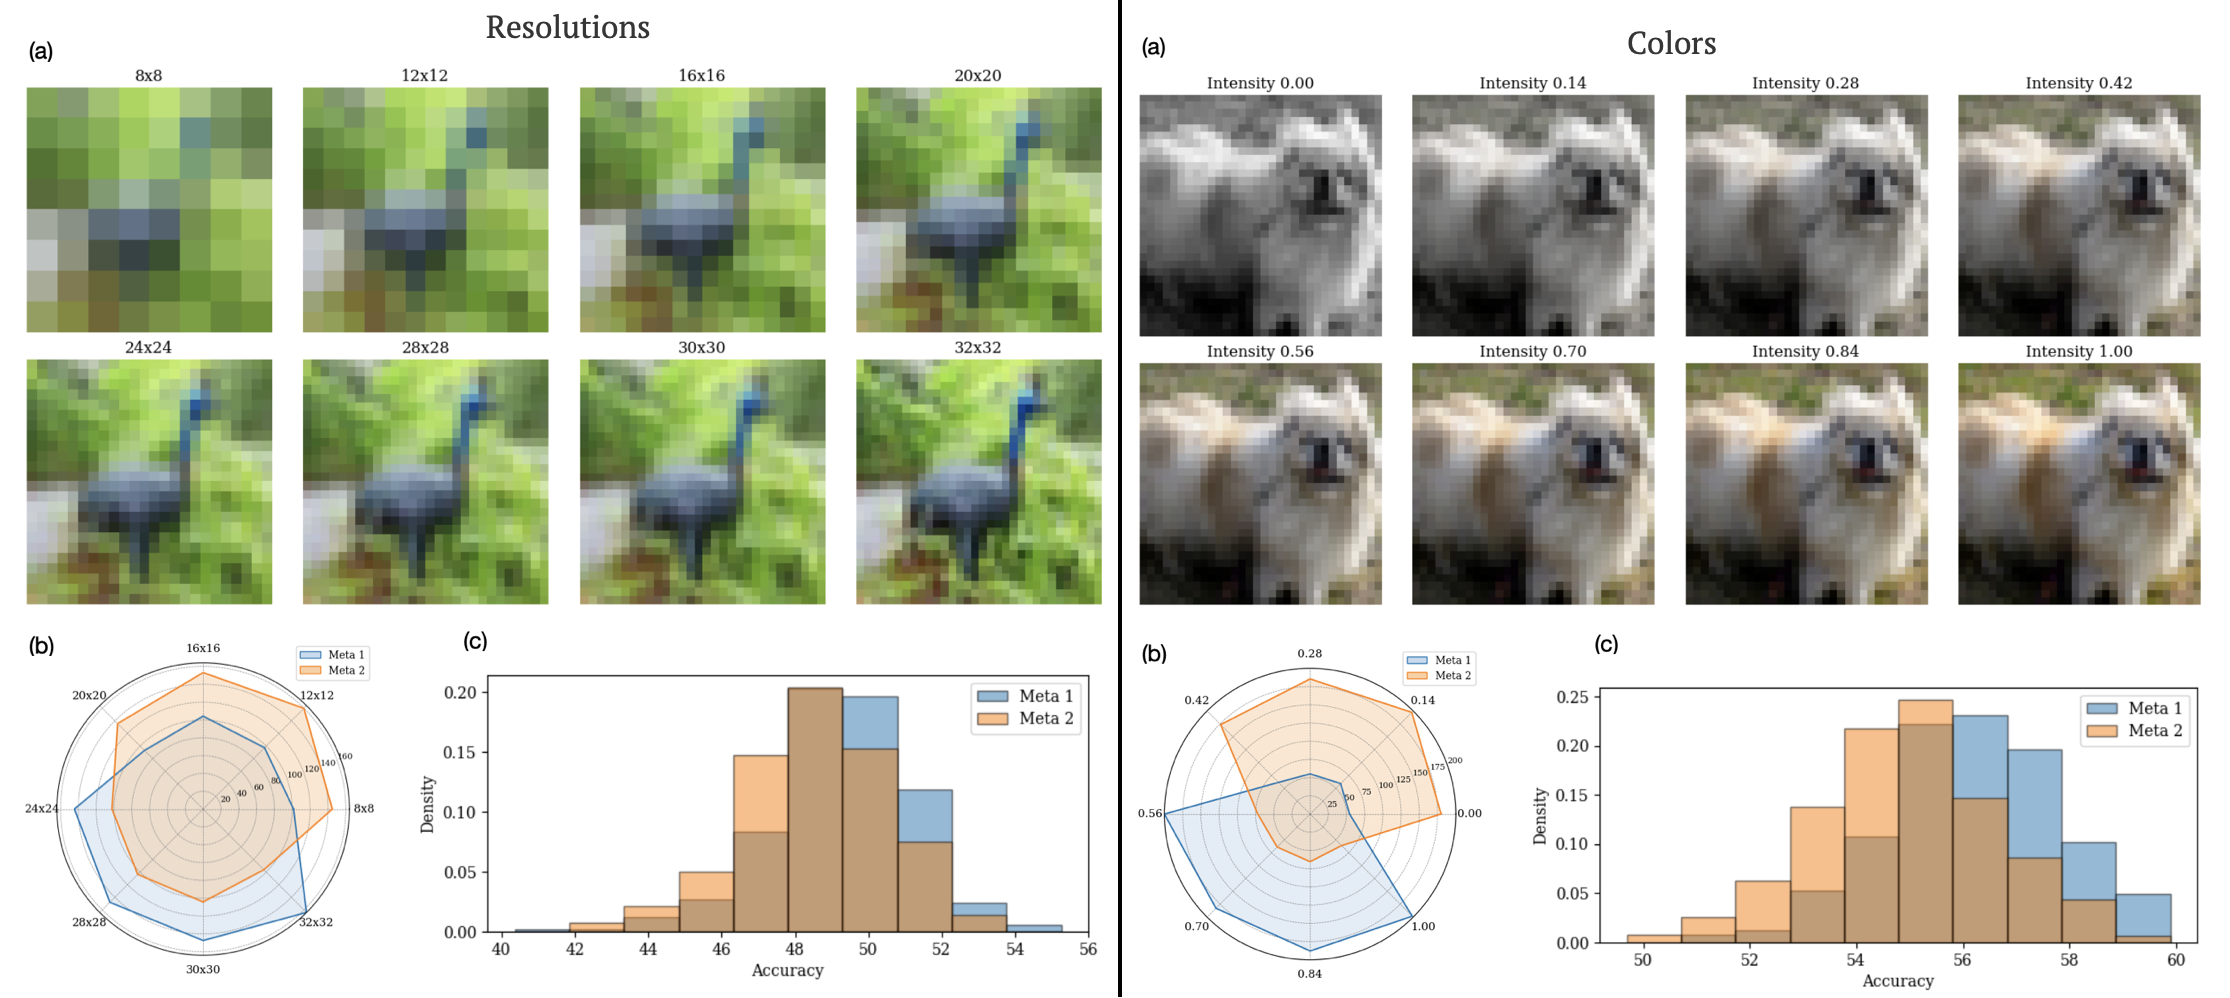 Resolutions
(a)
8x8 12x12 16x16 20x20
24x24 28x28 30x30 32x32
(b)
16x16
20x20
12x12
24x24
8x8
28x28
32x32
30x30
20 40 60 80 100 120 140 160
Meta 1
Meta 2
(c)
Density
0.20
0.15
0.10
0.05
0.00
40 42 44 46 48 50 52 54 56
Accuracy
Meta 1
Meta 2
Colors
(a)
Intensity 0.00 Intensity 0.14 Intensity 0.28 Intensity 0.42
Intensity 0.56 Intensity 0.70 Intensity 0.84 Intensity 1.00
(b)
0.28
0.42
0.14
0.56
0.00
0.70
1.00
0.84
25 50 75 100 125 150 175 200
Meta 1
Meta 2
(c)
Density
0.25
0.20
0.15
0.10
0.05
0.00
50 52 54 56 58 60
Accuracy
Meta 1
Meta 2